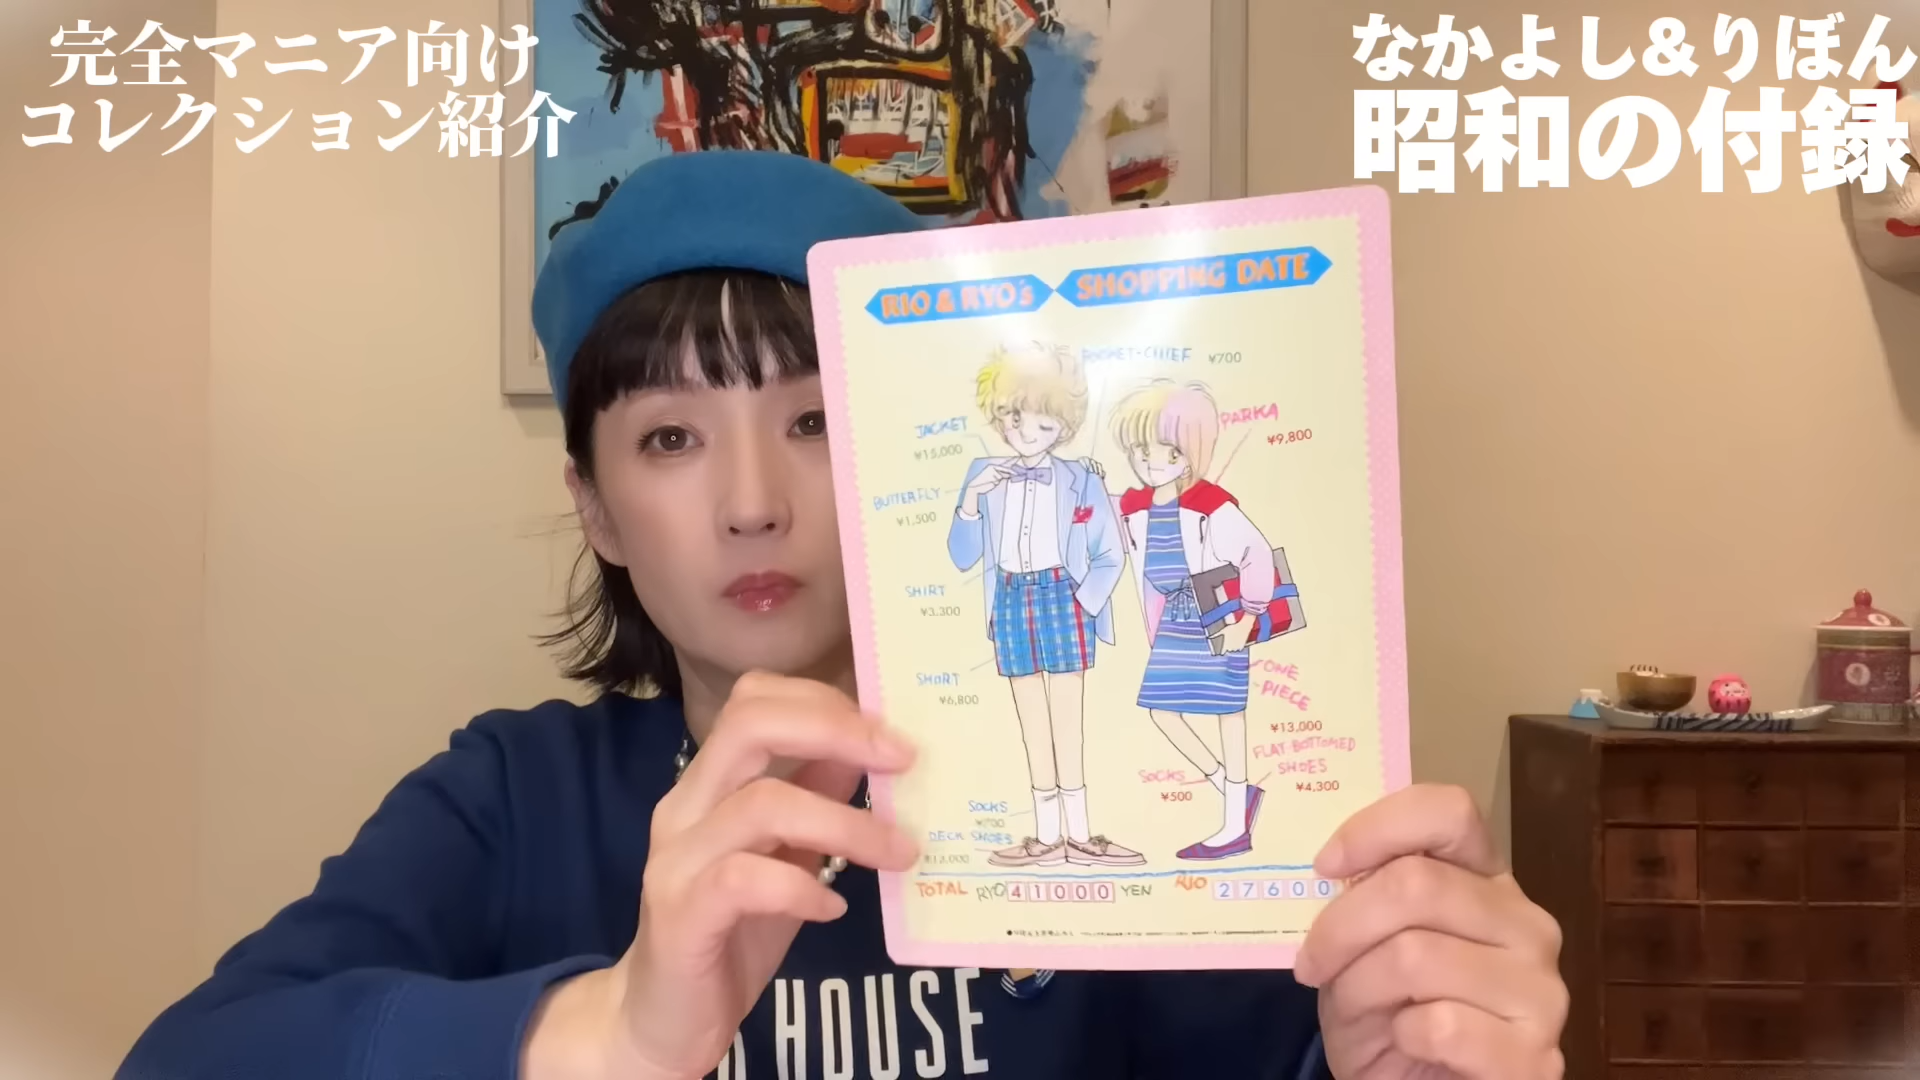 完全マニア向け
コレクション紹介
なかよし&りぼん
昭和の付録
RIO & RYO's SHOPPING DATE
POCKET-CHIEF ¥700
JACKET
¥15,000
PARKA
¥9,800
BUTTERFLY
¥1,500
SHIRT
¥3,300
SHORT
¥6,800
ONE
-PIECE
¥13,000
FLAT-BOTTOMED
SHOES
¥4,300
SOCKS
¥500
SOCKS
¥700
DECK SHOES
¥13,000
TOTAL RYO 41000 YEN RIO 27600
HOUSE